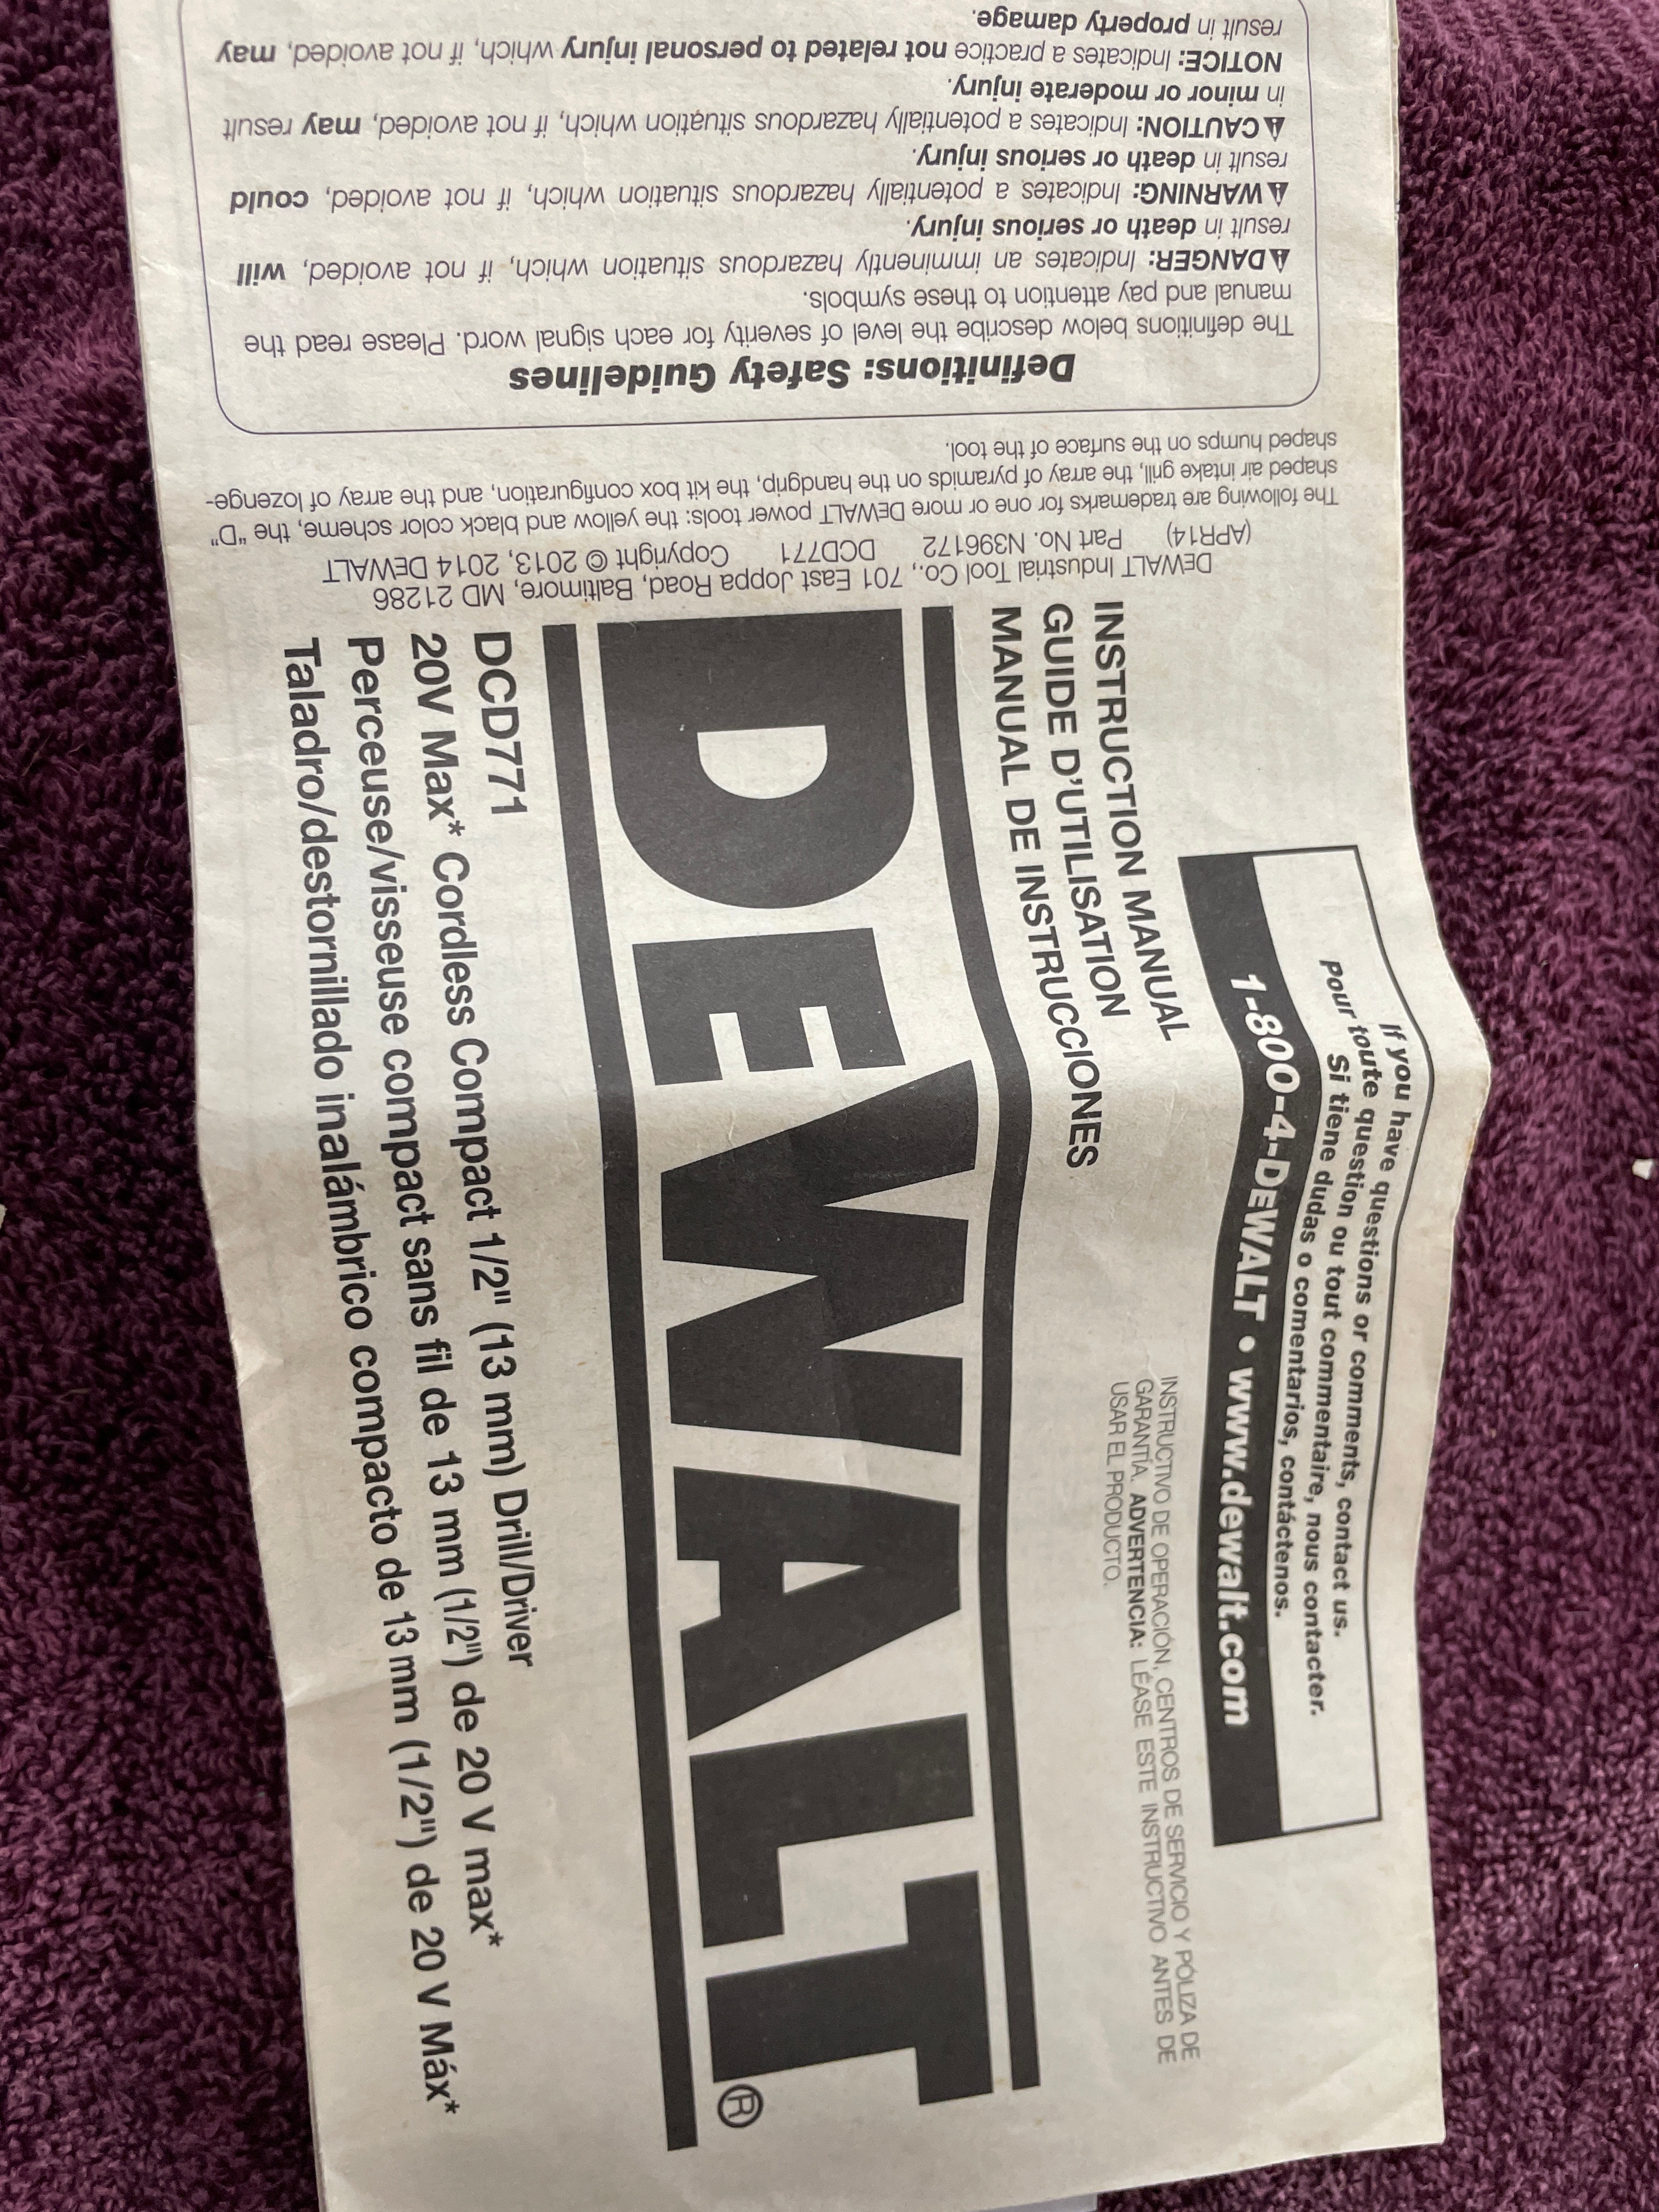 If you have questions or comments, contact us.
Pour toute question ou tout commentaire, nous contacter.
Si tiene dudas o comentarios, contáctenos.
1-800-4-DEWALT • www.dewalt.com
INSTRUCTION MANUAL
GUIDE D'UTILISATION
MANUAL DE INSTRUCCIONES
INSTRUCTIVO DE OPERACIÓN, CENTROS DE SERVICIO Y PÓLIZA DE
GARANTÍA. ADVERTENCIA: LÉASE ESTE INSTRUCTIVO ANTES DE
USAR EL PRODUCTO.
DEWALT®
DCD771
20V Max* Cordless Compact 1/2" (13 mm) Drill/Driver
Perceuse/visseuse compact sans fil de 13 mm (1/2") de 20 V max*
Taladro/destornillado inalámbrico compacto de 13 mm (1/2") de 20 V Máx*
DEWALT Industrial Tool Co., 701 East Joppa Road, Baltimore, MD 21286
(APR14) Part No. N396172 DCD771 Copyright © 2013, 2014 DEWALT
The following are trademarks for one or more DEWALT power tools: the yellow and black color scheme, the "D"
shaped air intake grill, the array of pyramids on the handgrip, the kit box configuration, and the array of lozenge-
shaped humps on the surface of the tool.
Definitions: Safety Guidelines
The definitions below describe the level of severity for each signal word. Please read the
manual and pay attention to these symbols.
DANGER: Indicates an imminently hazardous situation which, if not avoided, will
result in death or serious injury.
WARNING: Indicates a potentially hazardous situation which, if not avoided, could
result in death or serious injury.
CAUTION: Indicates a potentially hazardous situation which, if not avoided, may result
in minor or moderate injury.
NOTICE: Indicates a practice not related to personal injury which, if not avoided, may
result in property damage.